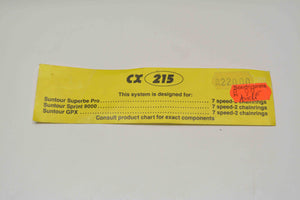 CX 215
A22000
This system is designed for:
Suntour Superbe Pro ........................ 7 speed-2 chainrings
Suntour Sprint 9000 ........................ 7 speed-2 chainrings
Suntour GPX ........................ 7 speed-2 chainrings
Consult product chart for exact components